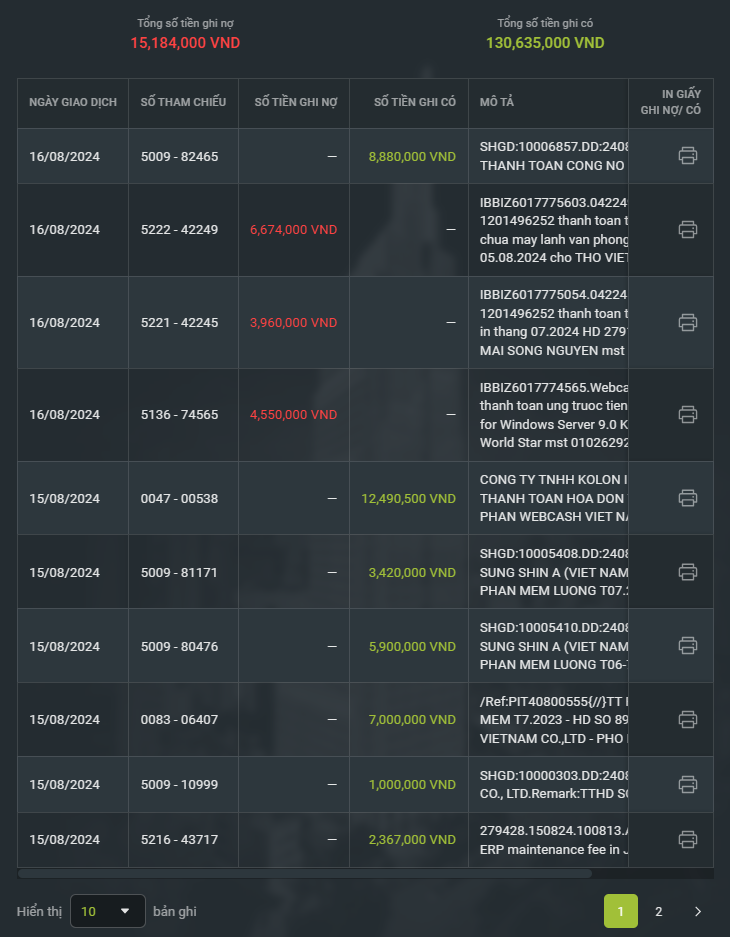 Tổng số tiền ghi nợ
15,184,000 VND
Tổng số tiền ghi có
130,635,000 VND
NGÀY GIAO DỊCH SỐ THAM CHIẾU SỐ TIỀN GHI NỢ SỐ TIỀN GHI CÓ MÔ TẢ IN GIẤY
GHI NỢ/ CÓ
16/08/2024 5009 - 82465 — 8,880,000 VND SHGD:10006857.DD:2408
THANH TOAN CONG NO
16/08/2024 5222 - 42249 6,674,000 VND — IBBIZ6017775603.04224
1201496252 thanh toan t
chua may lanh van phong
05.08.2024 cho THO VIET
16/08/2024 5221 - 42245 3,960,000 VND — IBBIZ6017775054.04224
1201496252 thanh toan t
in thang 07.2024 HD 279
MAI SONG NGUYEN mst
16/08/2024 5136 - 74565 4,550,000 VND — IBBIZ6017774565.Webca
thanh toan ung truoc tien
for Windows Server 9.0 K
World Star mst 01026292
15/08/2024 0047 - 00538 — 12,490,500 VND CONG TY TNHH KOLON I
THANH TOAN HOA DON
PHAN WEBCASH VIET NA
15/08/2024 5009 - 81171 — 3,420,000 VND SHGD:10005408.DD:2408
SUNG SHIN A (VIET NAM
PHAN MEM LUONG T07.2
15/08/2024 5009 - 80476 — 5,900,000 VND SHGD:10005410.DD:2408
SUNG SHIN A (VIET NAM
PHAN MEM LUONG T06-
15/08/2024 0083 - 06407 — 7,000,000 VND /Ref:PIT40800555{//}TT
MEM T7.2023 - HD SO 89
VIETNAM CO.,LTD - PHO
15/08/2024 5009 - 10999 — 1,000,000 VND SHGD:10000303.DD:2408
CO., LTD.Remark:TTHD SO
15/08/2024 5216 - 43717 — 2,367,000 VND 279428.150824.100813.
ERP maintenance fee in J
Hiển thị 10 bản ghi 1 2